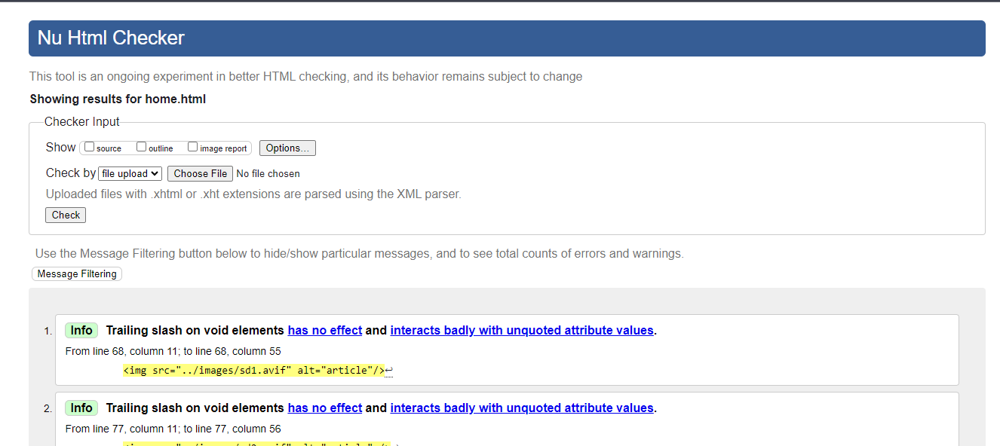 Nu Html Checker
This tool is an ongoing experiment in better HTML checking, and its behavior remains subject to change
Showing results for home.html
Checker Input
Show source outline image report Options...
Check by file upload Choose File No file chosen
Uploaded files with .xhtml or .xht extensions are parsed using the XML parser.
Check
Use the Message Filtering button below to hide/show particular messages, and to see total counts of errors and warnings.
Message Filtering
1. Info Trailing slash on void elements has no effect and interacts badly with unquoted attribute values.
From line 68, column 11; to line 68, column 55
<img src="../images/sd1.avif" alt="article"/>↩
2. Info Trailing slash on void elements has no effect and interacts badly with unquoted attribute values.
From line 77, column 11; to line 77, column 56